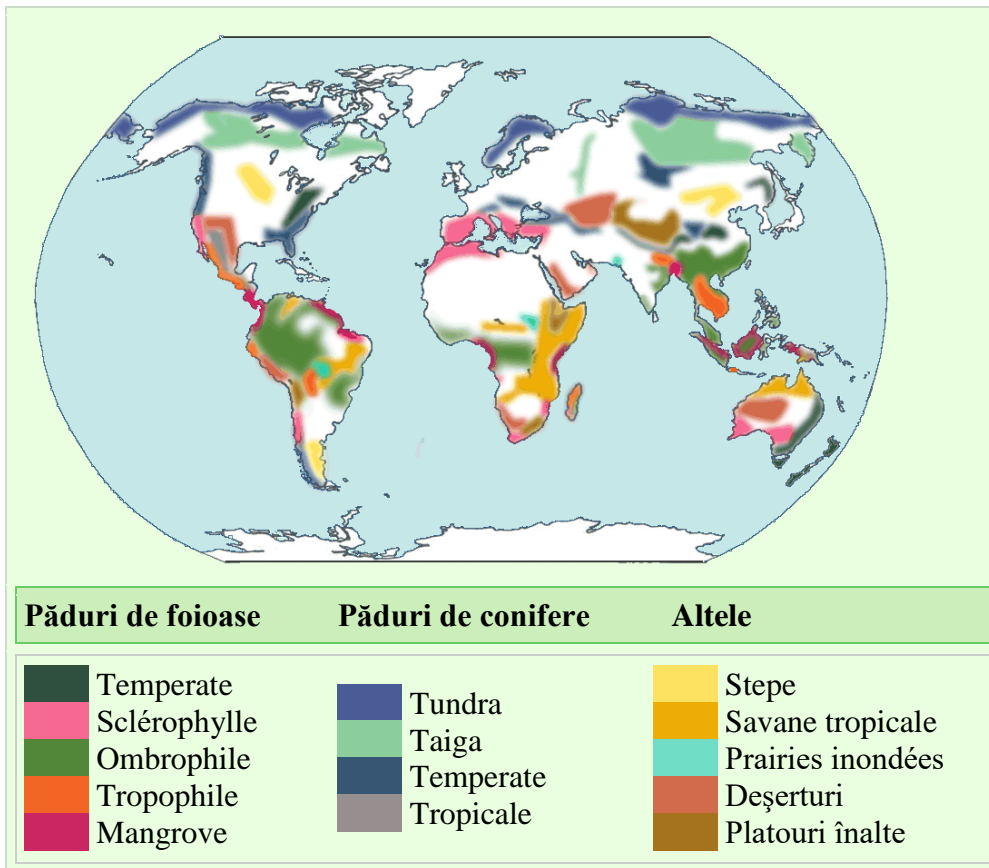 Păduri de foioase
Păduri de conifere
Altele
Temperate
Sclérophylle
Ombrophile
Tropophile
Mangrove
Tundra
Taiga
Temperate
Tropicale
Stepe
Savane tropicale
Prairies inondées
Deşerturi
Platouri înalte